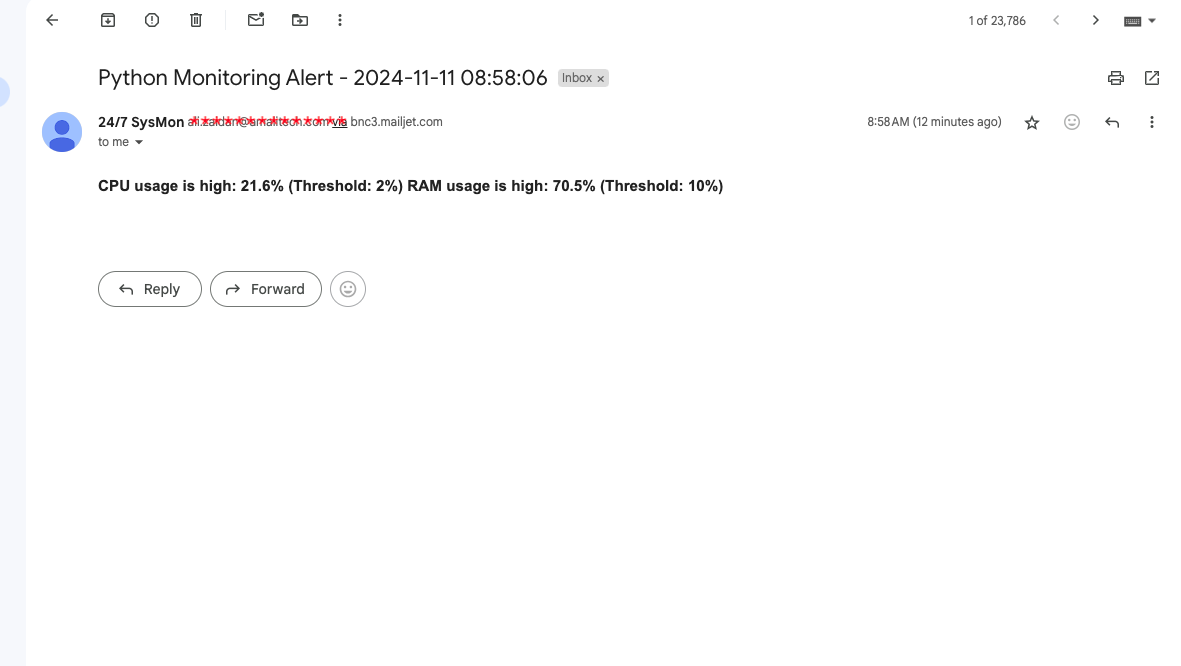 1 of 23,786
Python Monitoring Alert - 2024-11-11 08:58:06 Inbox ×
24/7 SysMon via bnc3.mailjet.com 8:58 AM (12 minutes ago)
to me
CPU usage is high: 21.6% (Threshold: 2%) RAM usage is high: 70.5% (Threshold: 10%)
Reply Forward